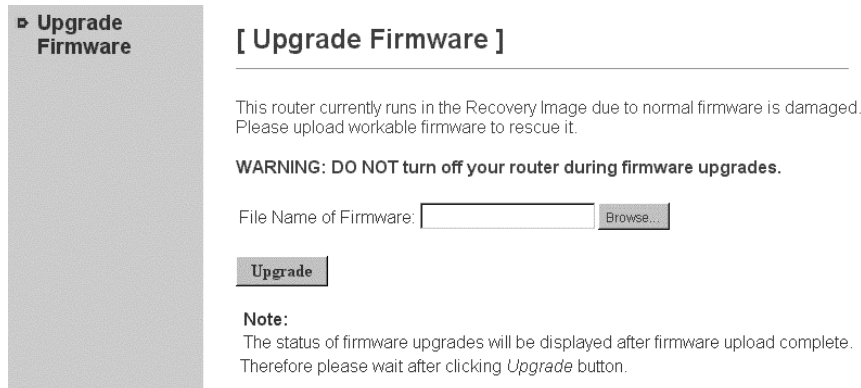 Upgrade
Firmware
[ Upgrade Firmware ]
This router currently runs in the Recovery Image due to normal firmware is damaged.
Please upload workable firmware to rescue it.
WARNING: DO NOT turn off your router during firmware upgrades.
File Name of Firmware: Browse...
Upgrade
Note:
The status of firmware upgrades will be displayed after firmware upload complete.
Therefore please wait after clicking Upgrade button.